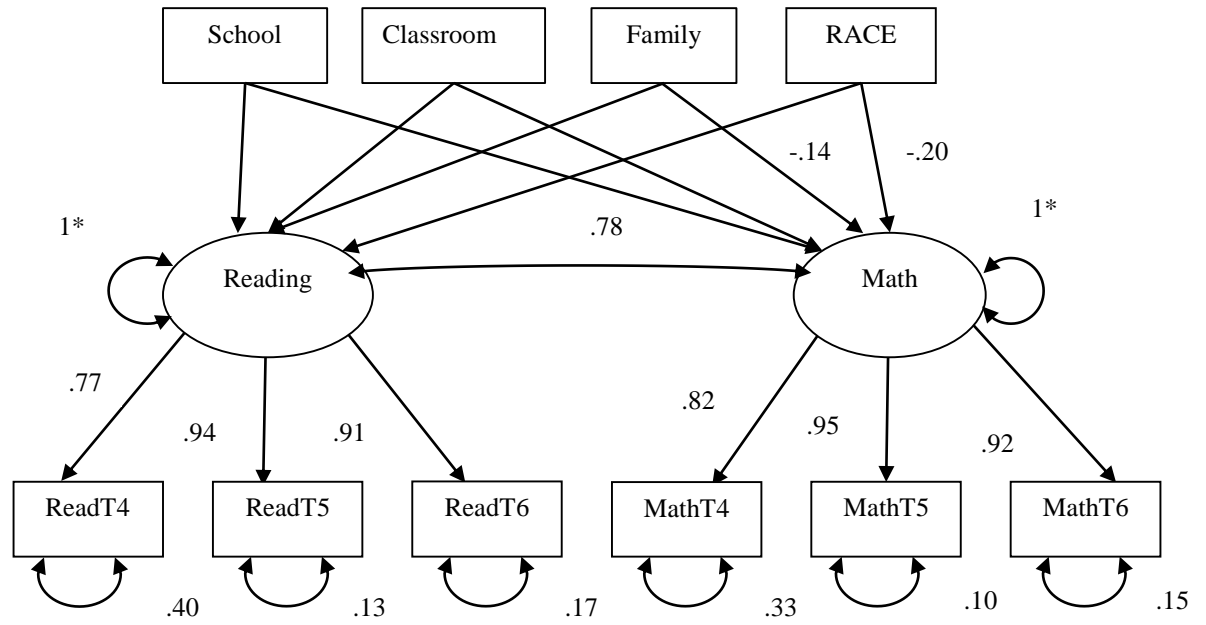 School
Classroom
Family
RACE
-.14
-.20
1*
.78
1*
Reading
Math
.77
.94
.91
.82
.95
.92
ReadT4
ReadT5
ReadT6
MathT4
MathT5
MathT6
.40
.13
.17
.33
.10
.15